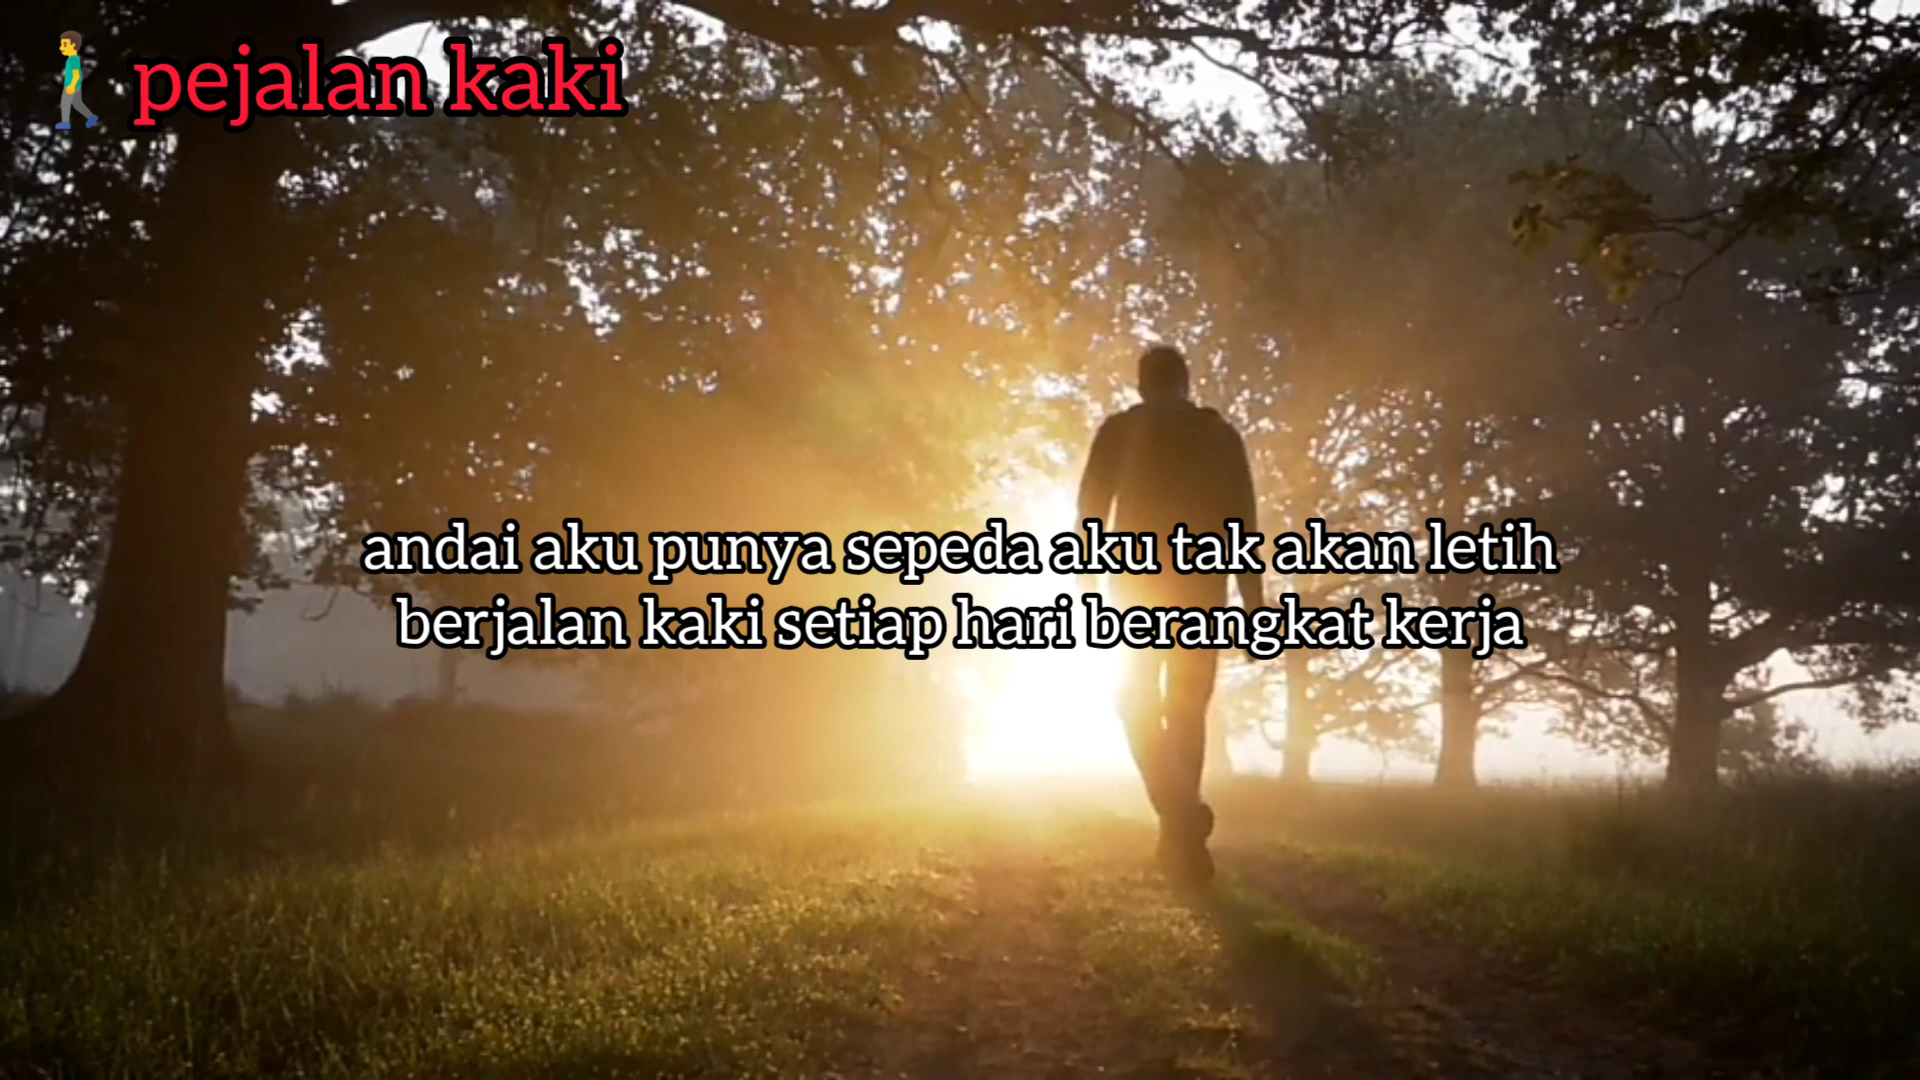 pejalan kaki
andai aku punya sepeda aku tak akan letih
berjalan kaki setiap hari berangkat kerja